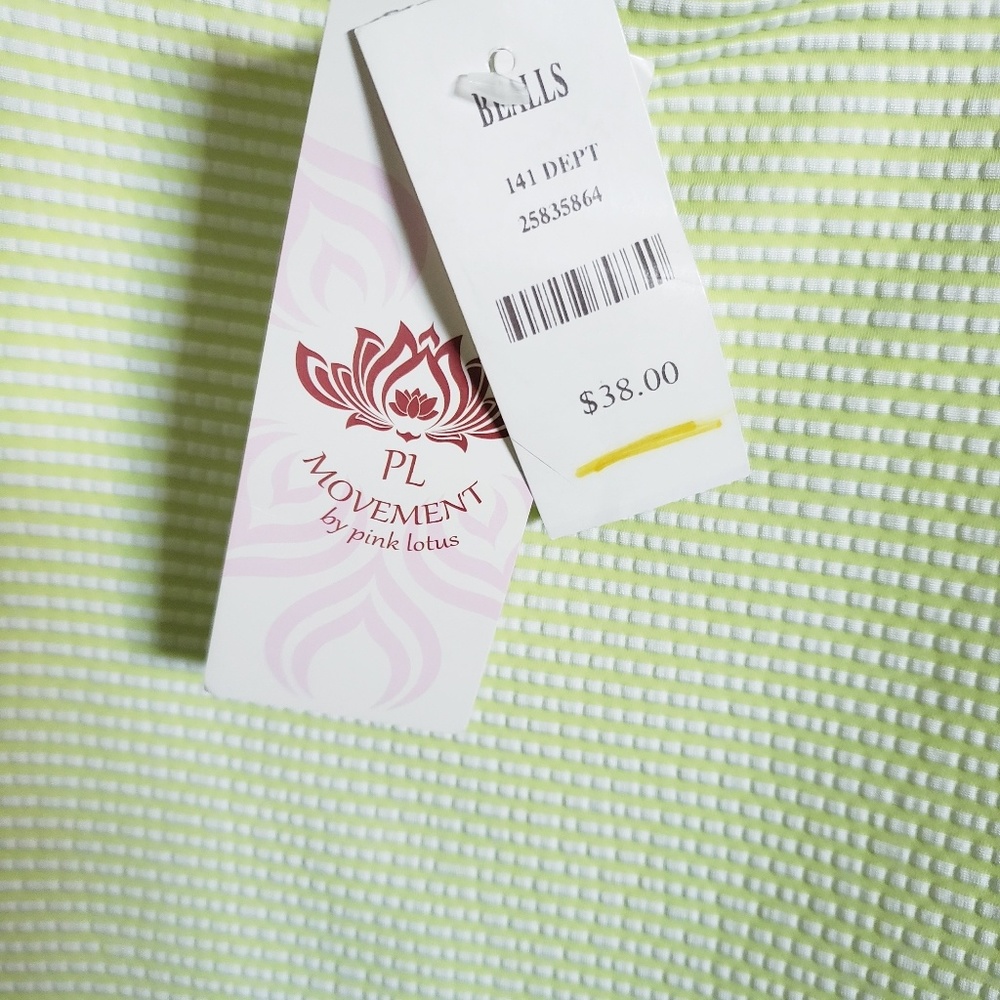 BEALLS
141 DEPT
25835864
$38.00
PL
MOVEMENT
by pink lotus